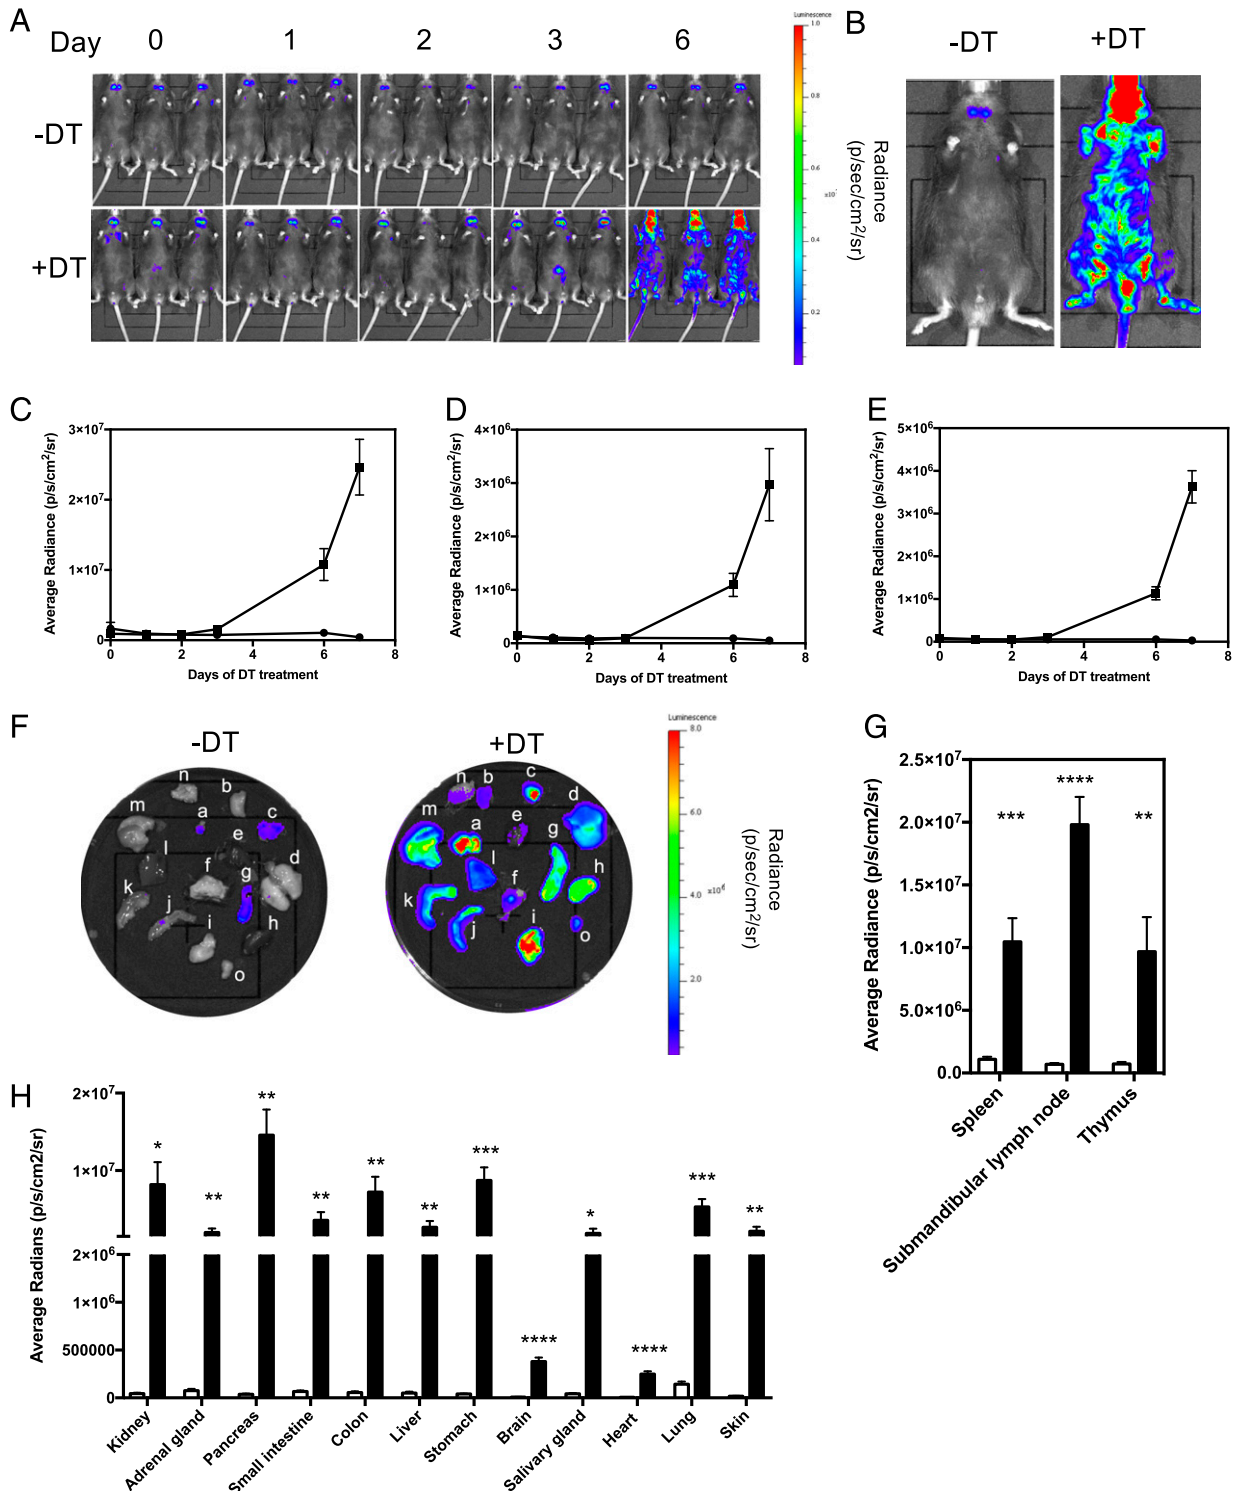 A
Day 0 1 2 3 6
-DT
+DT
Luminescence
1.0
0.8
0.6
x10⁷
0.4
0.2
Radiance
(p/sec/cm²/sr)
B
-DT +DT
C
Average Radiance (p/s/cm²/sr)
3×10⁷
2×10⁷
1×10⁷
0
0 2 4 6 8
Days of DT treatment
D
Average Radiance (p/s/cm²/sr)
4×10⁶
3×10⁶
2×10⁶
1×10⁶
0
0 2 4 6 8
Days of DT treatment
E
Average Radiance (p/s/cm²/sr)
5×10⁶
4×10⁶
3×10⁶
2×10⁶
1×10⁶
0
0 2 4 6 8
Days of DT treatment
F
-DT
n b
m a c
e
l f d
k g
j i h
o
+DT
n b c
m a e d
g
l h
k f
j i o
Luminescence
8.0
6.0
4.0 x10⁶
2.0
Radiance
(p/sec/cm²/sr)
G
Average Radiance (p/s/cm2/sr)
2.5×10⁷
2.0×10⁷
1.5×10⁷
1.0×10⁷
5.0×10⁶
0.0
*** **** **
Spleen
Submandibular lymph node
Thymus
H
Average Radians (p/s/cm2/sr)
2×10⁷
1×10⁷
2×10⁶
1×10⁶
500000
0
* ** ** ** ** ** *** **** * **** *** **
Kidney
Adrenal gland
Pancreas
Small intestine
Colon
Liver
Stomach
Brain
Salivary gland
Heart
Lung
Skin